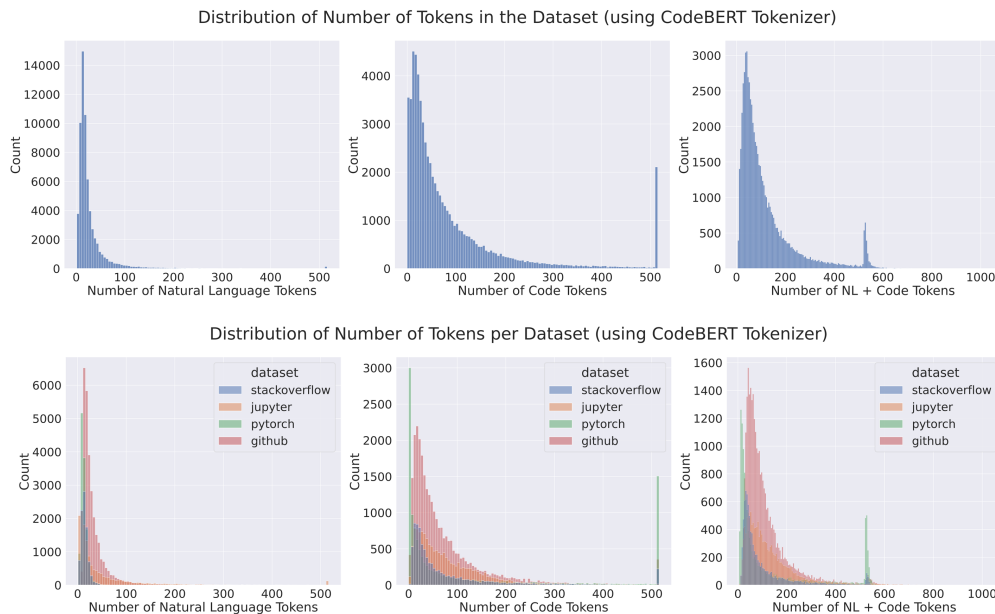 Distribution of Number of Tokens in the Dataset (using CodeBERT Tokenizer)
Count
14000
12000
10000
8000
6000
4000
2000
0
0 100 200 300 400 500
Number of Natural Language Tokens
Count
4000
3000
2000
1000
0
0 100 200 300 400 500
Number of Code Tokens
Count
3000
2500
2000
1500
1000
500
0
0 200 400 600 800 1000
Number of NL + Code Tokens
Distribution of Number of Tokens per Dataset (using CodeBERT Tokenizer)
Count
6000
5000
4000
3000
2000
1000
0
0 100 200 300 400 500
Number of Natural Language Tokens
dataset
stackoverflow
jupyter
pytorch
github
Count
3000
2500
2000
1500
1000
500
0
0 100 200 300 400 500
Number of Code Tokens
dataset
stackoverflow
jupyter
pytorch
github
Count
1600
1400
1200
1000
800
600
400
200
0
0 200 400 600 800 1000
Number of NL + Code Tokens
dataset
stackoverflow
jupyter
pytorch
github